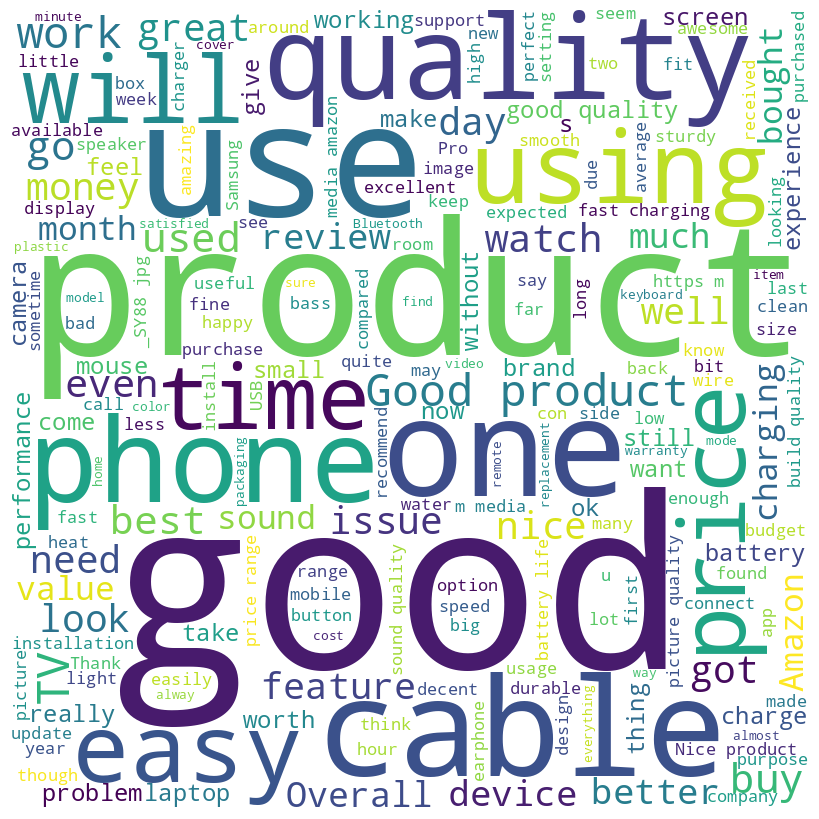 minute
work
great
around
working
support
seem
screen
awesome
little
cover
will
quality
high
new
perfect
setting
two
fit
bought
purchased
box
week
charger
give
available
speaker
go
amazing
use
make
day
good quality
s
received
media amazon
Pro
smooth
sturdy
using
money
feel
Samsung
image
excellent
due
average
looking
experience
display
month
satisfied
see
Bluetooth
keep
expected
fast charging
plastic
used
review
room
watch
much
camera
sometime
product
model
_SY88 jpg
useful
sure
bass
compared
say
find
far
without
long
https m
keyboard
item
last
clean
bad
fine
happy
well
size
mouse
purchase
quite
may
video
brand
back
know
bit
wire
even
time
small
Good product
price
charging
build quality
performance
come
call
color
less
install
USB
now
con
side
low
still
mode
want
warranty
phone
one
recommend
home
packaging
remote
replacement
fast
best
sound
issue
water
m media
nice
ok
many
enough
budget
heat
need
good
battery
value
price range
range
mobile
button
cost
option
speed
big
battery life
u
lot
first
found
picture quality
connect
app
Amazon
look
take
sound quality
installation
TV
Thank
light
picture
easily
alway
feature
decent
usage
durable
got
way
made
really
update
year
worth
think
hour
earphone
design
everything
thing
charge
almost
Nice product
purpose
though
easy
cable
problem
laptop
Overall
device
better
buy
company